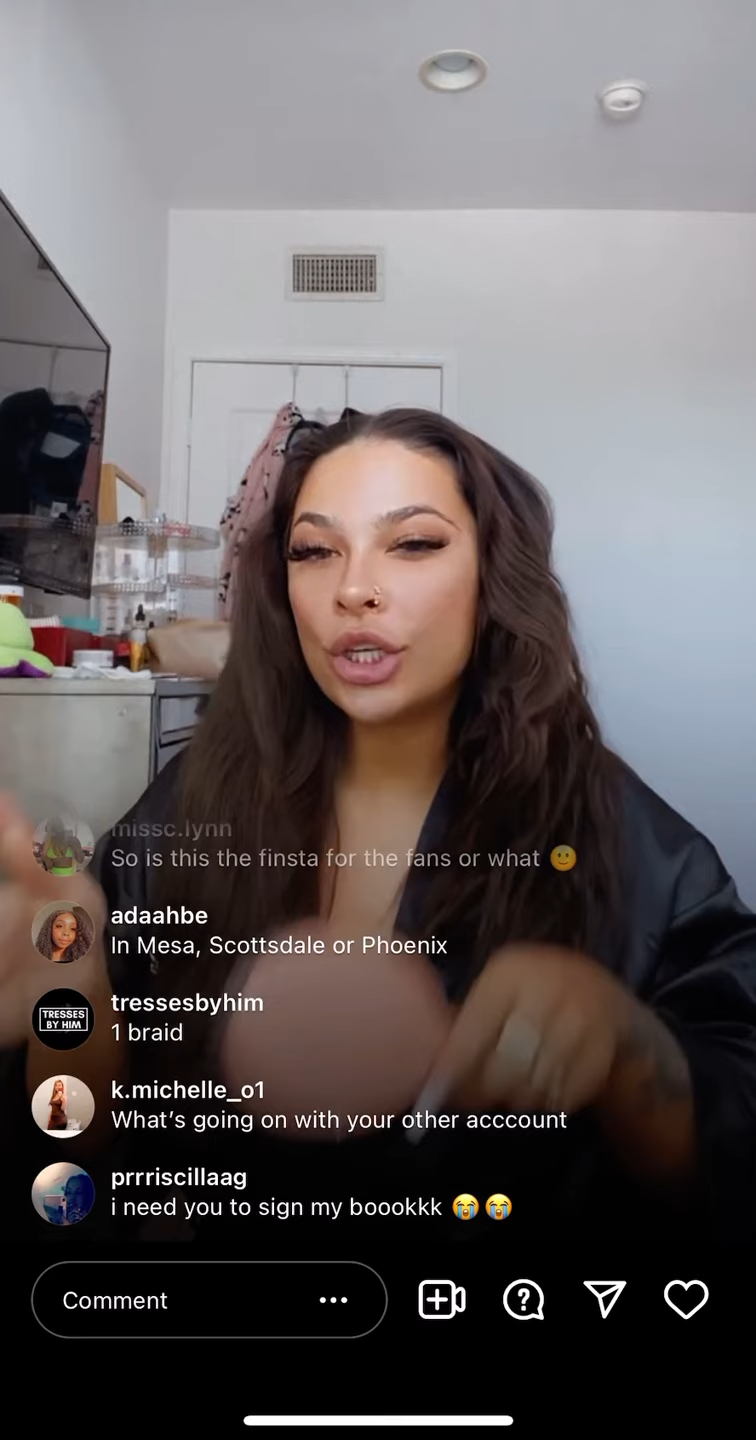 missc.lynn
So is this the finsta for the fans or what 🙂
adaahbe
In Mesa, Scottsdale or Phoenix
TRESSES
BY HIM
tressesbyhim
1 braid
k.michelle_o1
What’s going on with your other acccount
prrriscillaag
i need you to sign my boookkk 😭😭
Comment